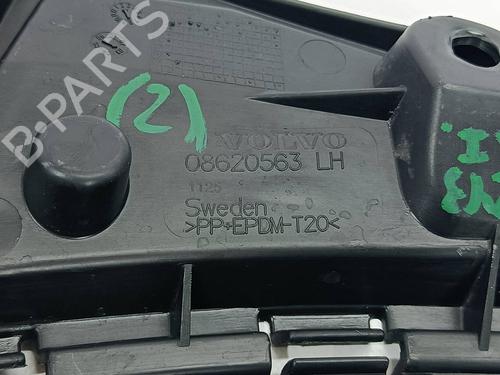 B-PARTS
(2)
VOLVO
08620563 LH
1125
Sweden
>PP+EPDM-T20<